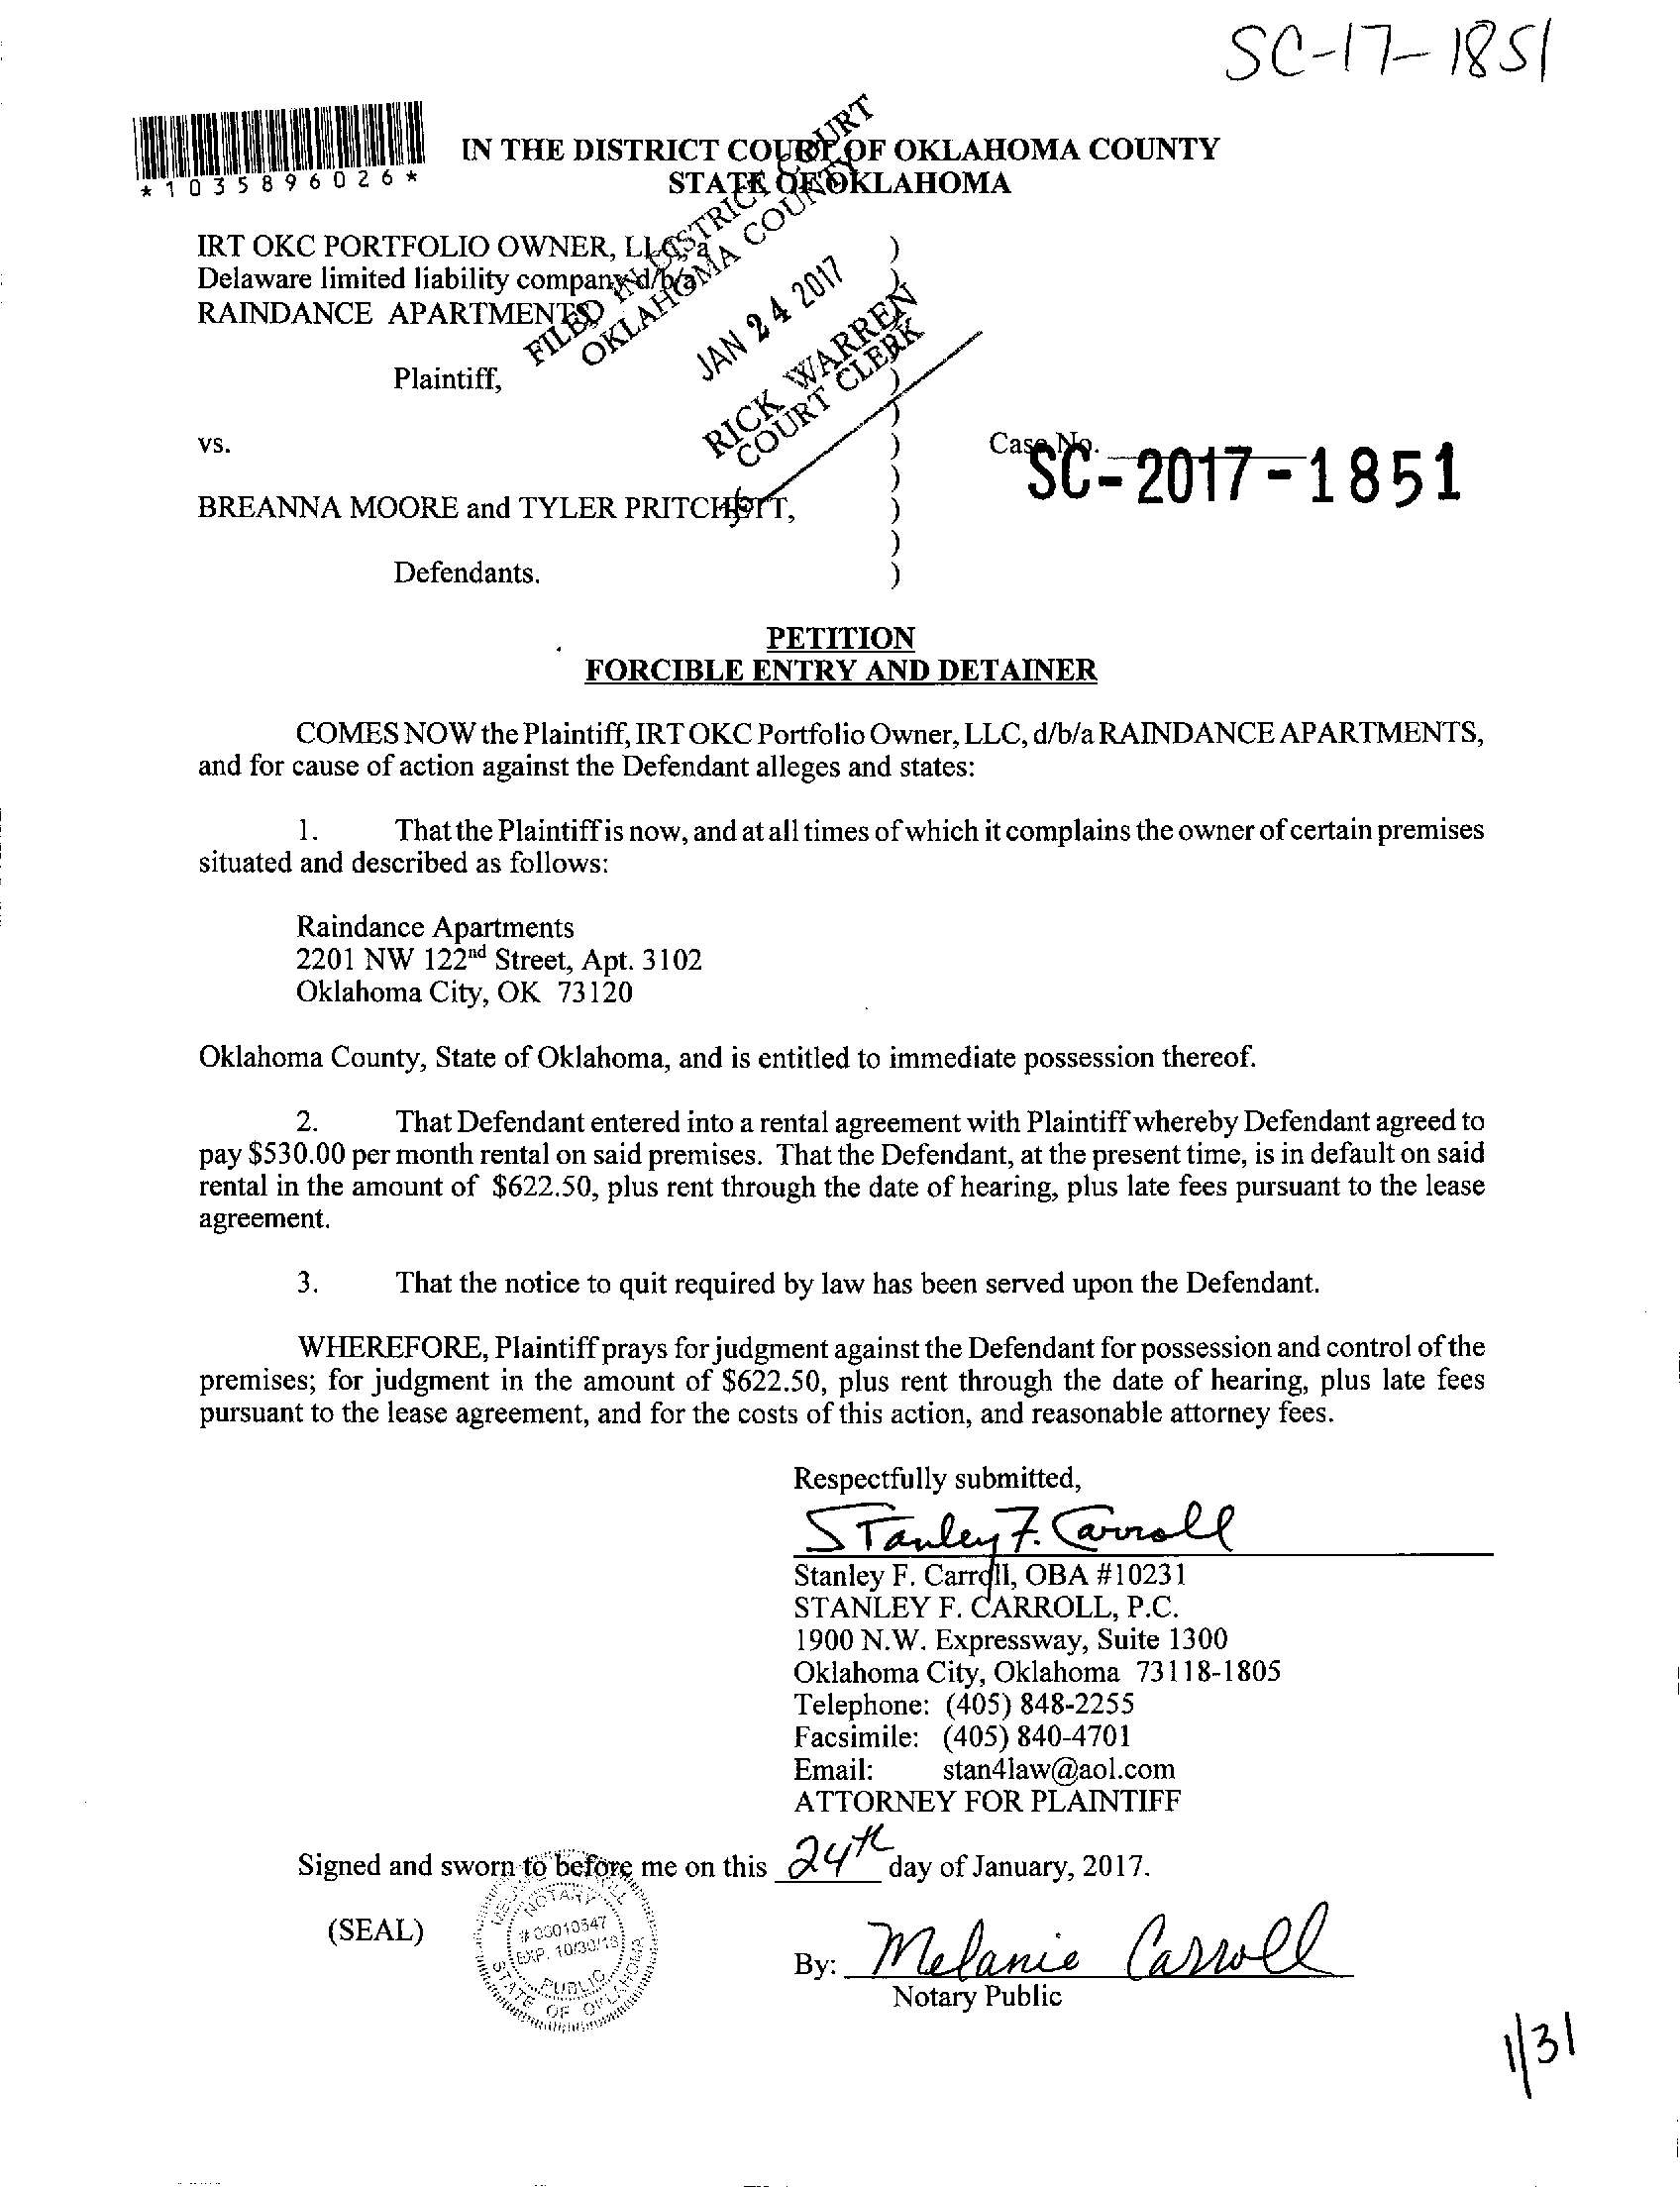 SC-17-1851
*1035896026*
IN THE DISTRICT COURT OF OKLAHOMA COUNTY
STATE OF OKLAHOMA
FILED IN DISTRICT COURT
OKLAHOMA COUNTY
JAN 24 2017
RICK WARREN
COURT CLERK
IRT OKC PORTFOLIO OWNER, LLC, a )
Delaware limited liability company d/b/a )
RAINDANCE APARTMENTS )
Plaintiff, )
vs. )
Case No.
SC-2017-1851
BREANNA MOORE and TYLER )
Defendants. )
PETITION
FORCIBLE ENTRY AND DETAINER
COMES NOW the Plaintiff, IRT OKC Portfolio Owner, LLC, d/b/a RAINDANCE APARTMENTS,
and for cause of action against the Defendant alleges and states:
1. That the Plaintiff is now, and at all times of which it complains the owner of certain premises
situated and described as follows:
Raindance Apartments
2201 NW 122nd Street, Apt. 3102
Oklahoma City, OK 73120
Oklahoma County, State of Oklahoma, and is entitled to immediate possession thereof.
2. That Defendant entered into a rental agreement with Plaintiff whereby Defendant agreed to
pay $530.00 per month rental on said premises. That the Defendant, at the present time, is in default on said
rental in the amount of $622.50, plus rent through the date of hearing, plus late fees pursuant to the lease
agreement.
3. That the notice to quit required by law has been served upon the Defendant.
WHEREFORE, Plaintiff prays for judgment against the Defendant for possession and control of the
premises; for judgment in the amount of $622.50, plus rent through the date of hearing, plus late fees
pursuant to the lease agreement, and for the costs of this action, and reasonable attorney fees.
Respectfully submitted,
Stanley F. Carroll
Stanley F. Carroll, OBA #10231
STANLEY F. CARROLL, P.C.
1900 N.W. Expressway, Suite 1300
Oklahoma City, Oklahoma 73118-1805
Telephone: (405) 848-2255
Facsimile: (405) 840-4701
Email: stan4law@aol.com
ATTORNEY FOR PLAINTIFF
Signed and sworn to before me on this 24th day of January, 2017.
(SEAL)
NOTARY
PUBLIC
STATE OF OKLAHOMA
By: Melanie Carroll
Notary Public
1/31